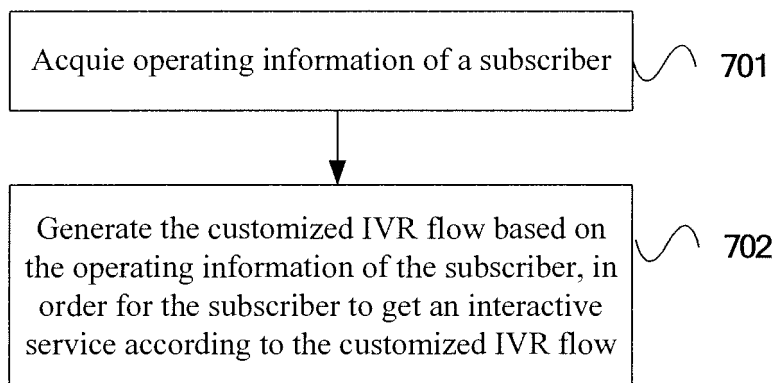 Acquie operating information of a subscriber
701
Generate the customized IVR flow based on
the operating information of the subscriber, in
order for the subscriber to get an interactive
service according to the customized IVR flow
702